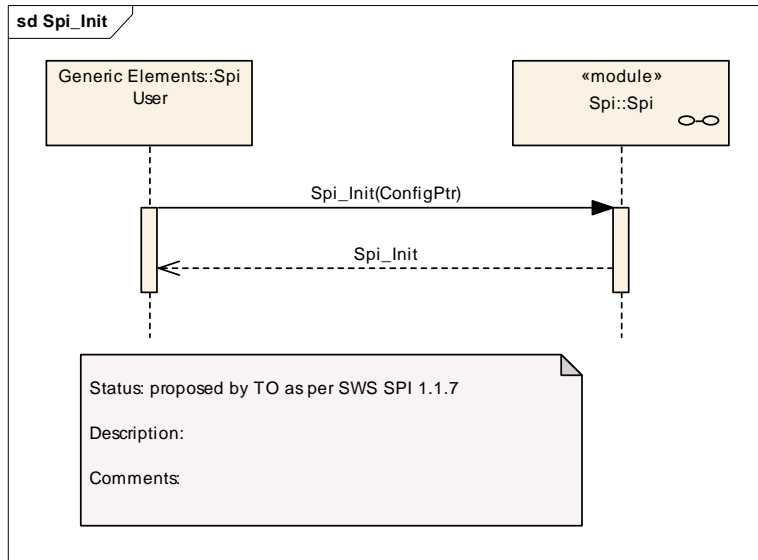 sd Spi_Init
Generic Elements::Spi
User
«module»
Spi::Spi
Spi_Init(ConfigPtr)
Spi_Init
Status: proposed by TO as per SWS SPI 1.1.7
Description:
Comments: